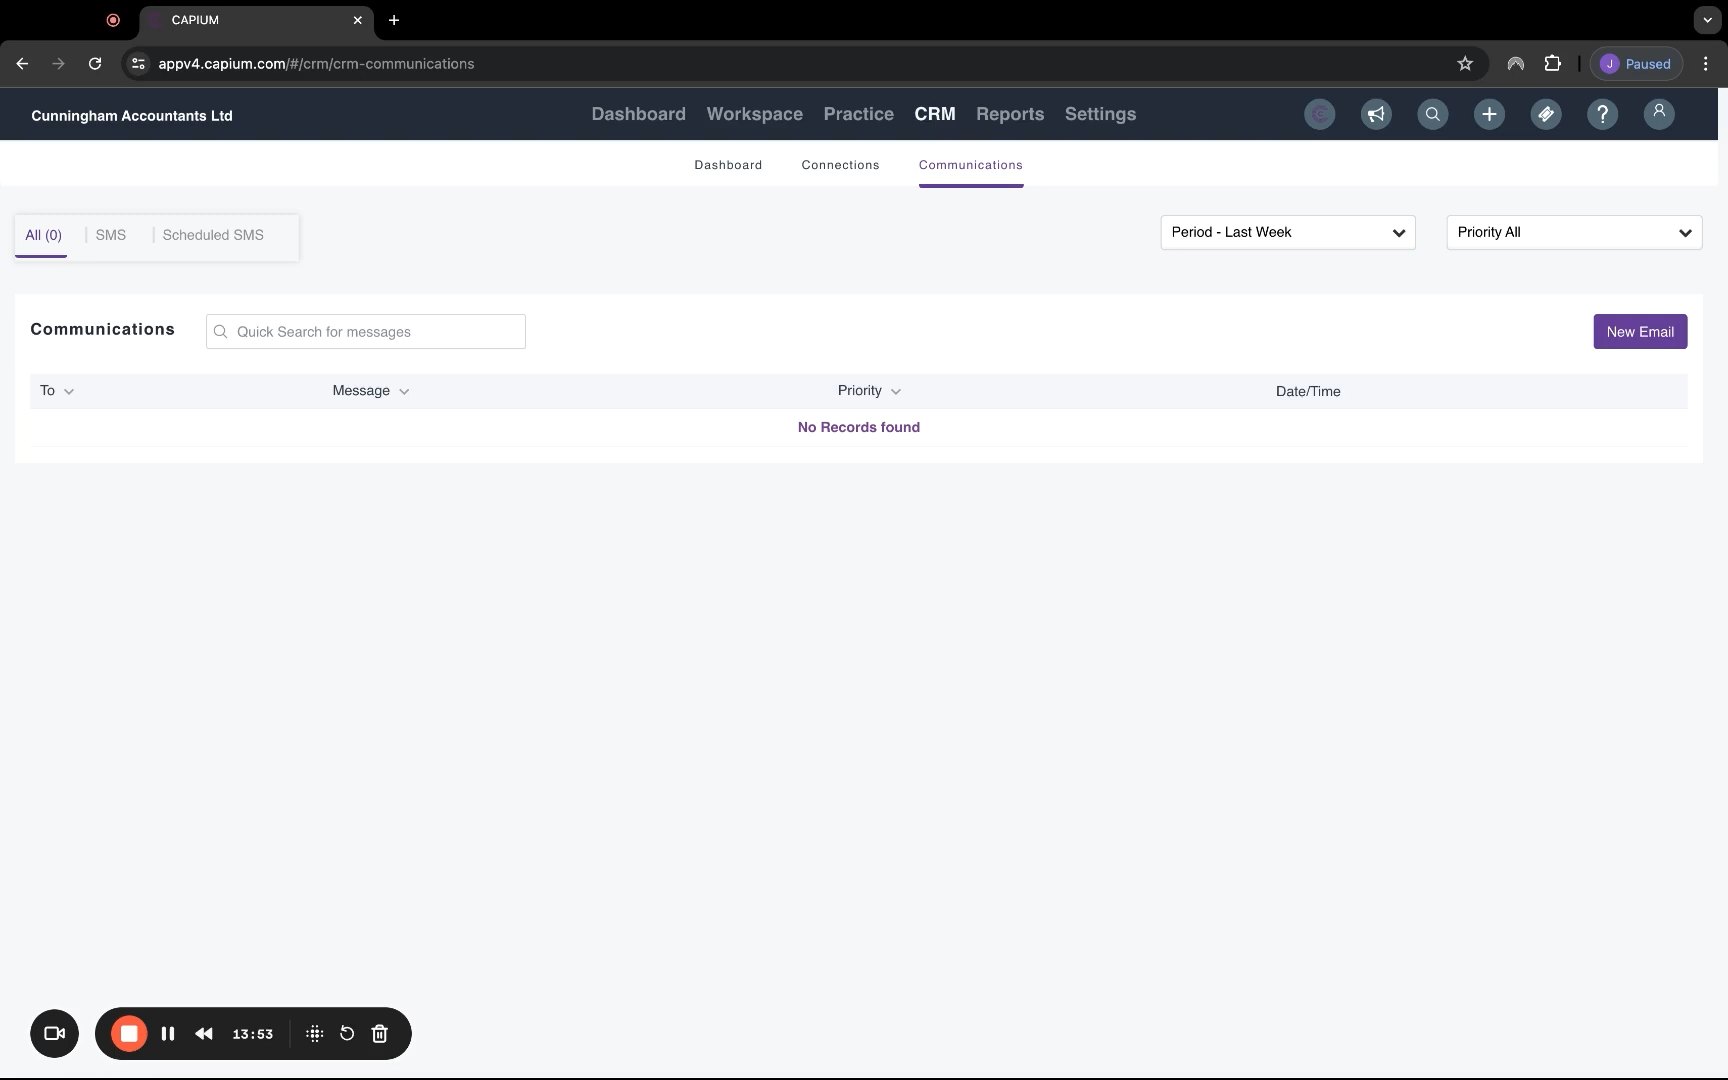 CAPIUM
appv4.capium.com/#/crm/crm-communications
J Paused
Cunningham Accountants Ltd
Dashboard Workspace Practice CRM Reports Settings
Dashboard Connections Communications
All (0) SMS Scheduled SMS
Period - Last Week
Priority All
Communications
Quick Search for messages
New Email
To Message Priority Date/Time
No Records found
13:53